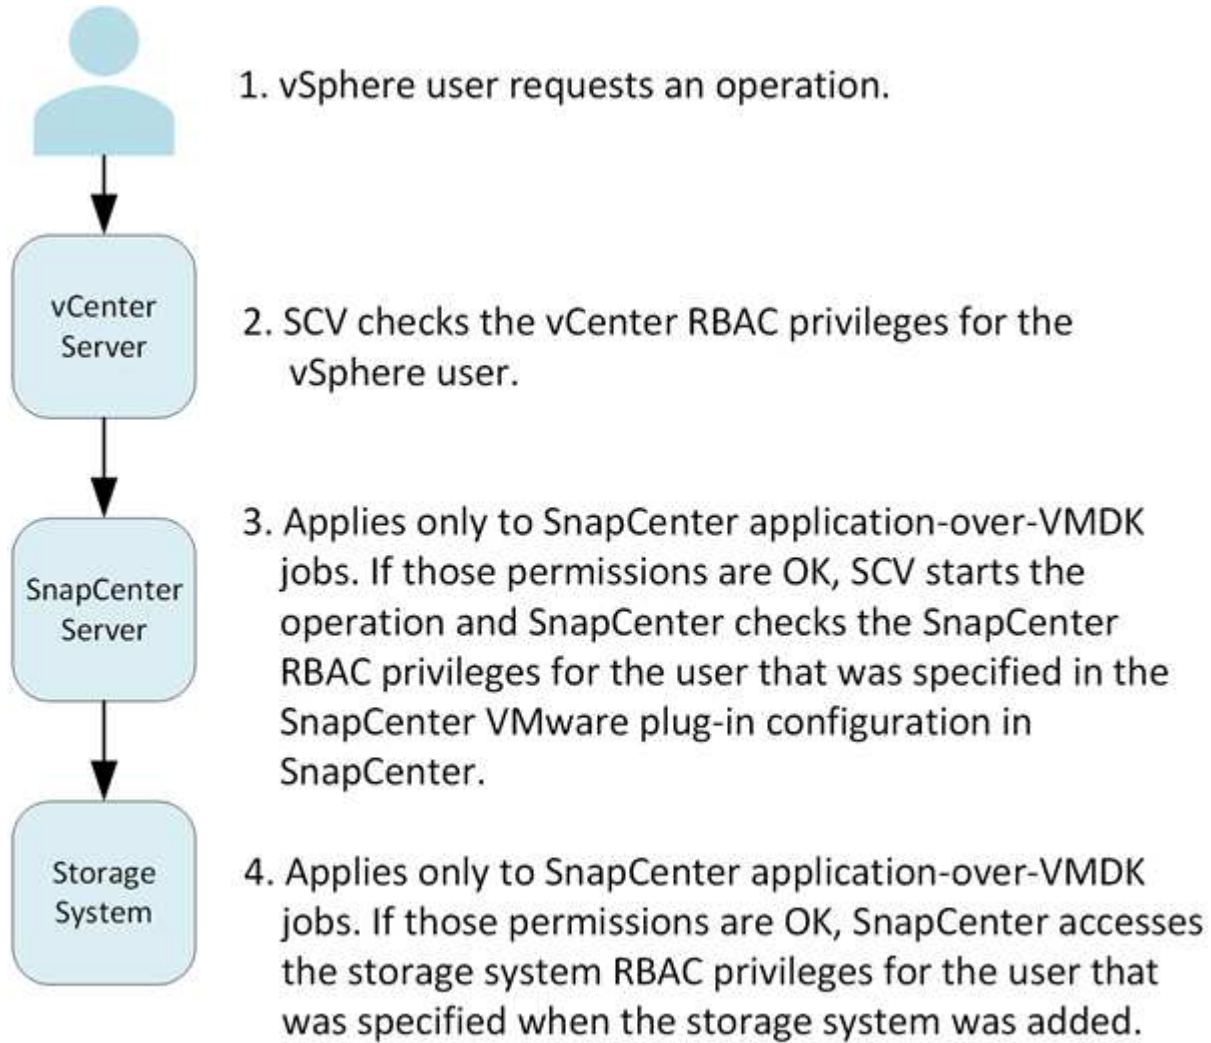 1. vSphere user requests an operation.
vCenter
Server
2. SCV checks the vCenter RBAC privileges for the
vSphere user.
SnapCenter
Server
3. Applies only to SnapCenter application-over-VMDK
jobs. If those permissions are OK, SCV starts the
operation and SnapCenter checks the SnapCenter
RBAC privileges for the user that was specified in the
SnapCenter VMware plug-in configuration in
SnapCenter.
Storage
System
4. Applies only to SnapCenter application-over-VMDK
jobs. If those permissions are OK, SnapCenter accesses
the storage system RBAC privileges for the user that
was specified when the storage system was added.